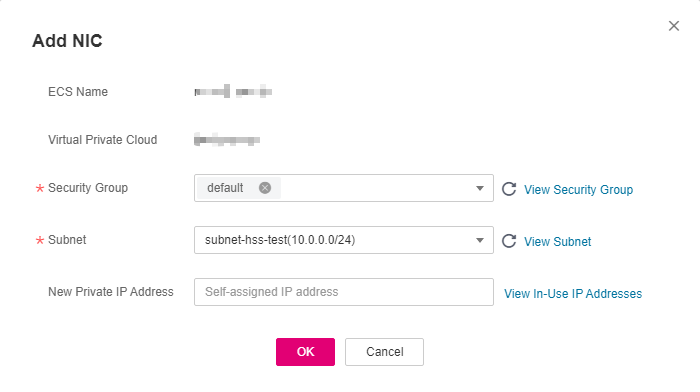 Add NIC
ECS Name
Virtual Private Cloud
* Security Group default View Security Group
* Subnet subnet-hss-test(10.0.0.0/24) View Subnet
New Private IP Address Self-assigned IP address View In-Use IP Addresses
OK Cancel